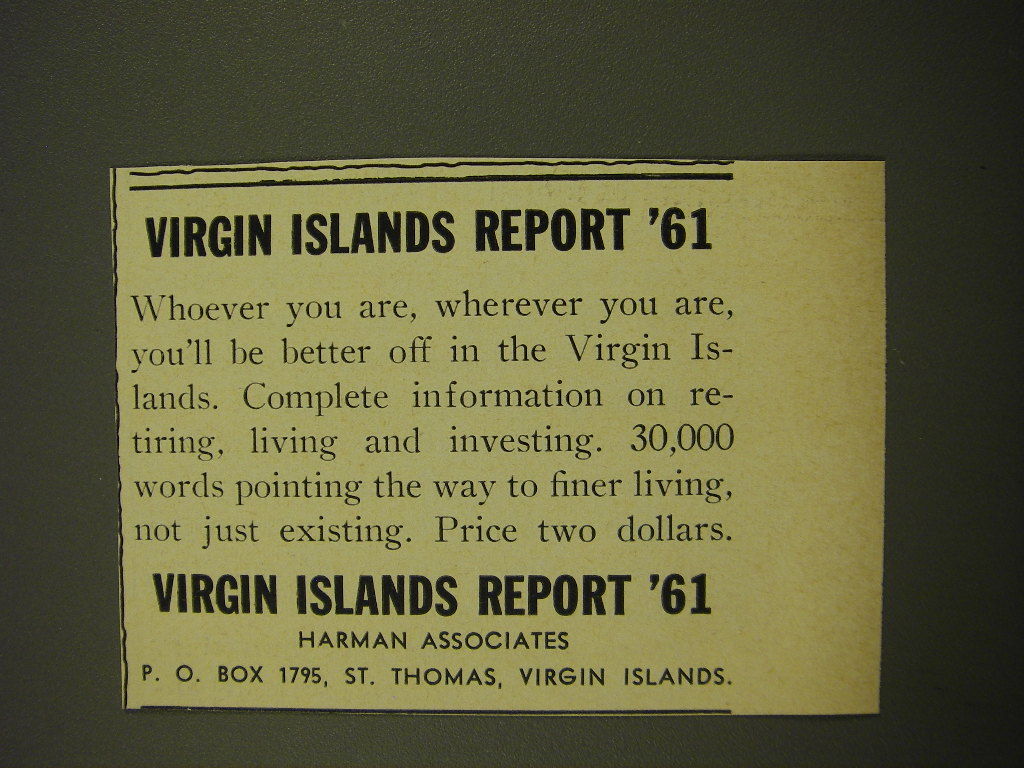 VIRGIN ISLANDS REPORT '61
Whoever you are, wherever you are,
you'll be better off in the Virgin Is-
lands. Complete information on re-
tiring, living and investing. 30,000
words pointing the way to finer living,
not just existing. Price two dollars.
VIRGIN ISLANDS REPORT '61
HARMAN ASSOCIATES
P. O. BOX 1795, ST. THOMAS, VIRGIN ISLANDS.